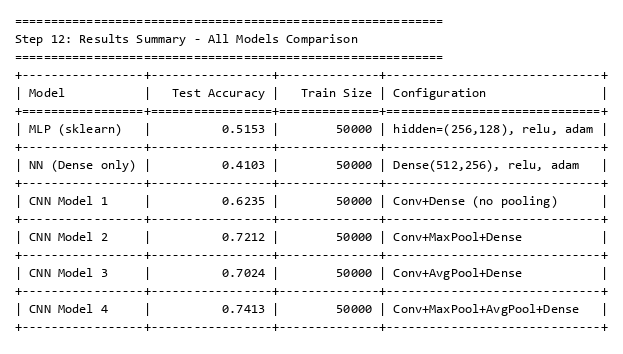 ============================================================
Step 12: Results Summary - All Models Comparison
============================================================
+-----------------+-----------------+--------------+------------------------------+
| Model           |   Test Accuracy |   Train Size | Configuration                |
+=================+=================+==============+==============================+
| MLP (sklearn)   |          0.5153 |        50000 | hidden=(256,128), relu, adam |
+-----------------+-----------------+--------------+------------------------------+
| NN (Dense only) |          0.4103 |        50000 | Dense(512,256), relu, adam   |
+-----------------+-----------------+--------------+------------------------------+
| CNN Model 1     |          0.6235 |        50000 | Conv+Dense (no pooling)      |
+-----------------+-----------------+--------------+------------------------------+
| CNN Model 2     |          0.7212 |        50000 | Conv+MaxPool+Dense           |
+-----------------+-----------------+--------------+------------------------------+
| CNN Model 3     |          0.7024 |        50000 | Conv+AvgPool+Dense           |
+-----------------+-----------------+--------------+------------------------------+
| CNN Model 4     |          0.7413 |        50000 | Conv+MaxPool+AvgPool+Dense   |
+-----------------+-----------------+--------------+------------------------------+